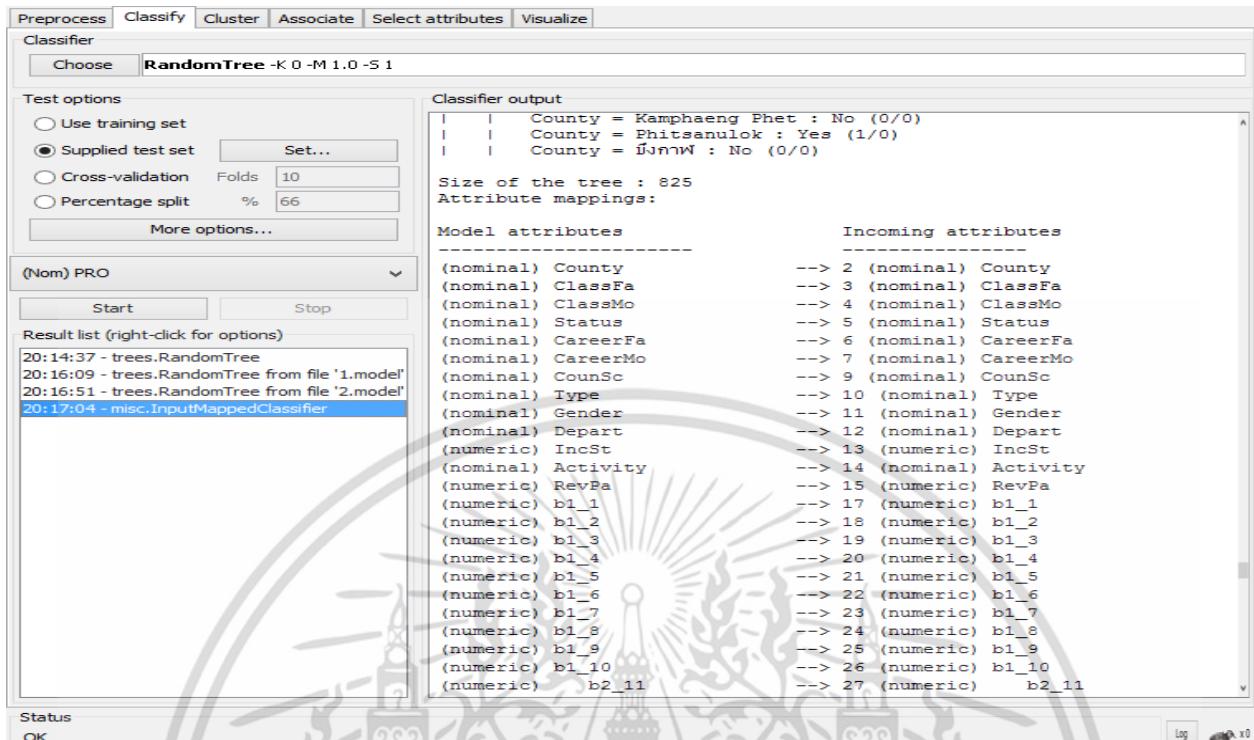 Preprocess Classify Cluster Associate Select attributes Visualize
Classifier
Choose RandomTree -K 0 -M 1.0 -S 1
Test options
Use training set
Supplied test set Set...
Cross-validation Folds 10
Percentage split % 66
More options...
(Nom) PRO
Start Stop
Result list (right-click for options)
20:14:37 - trees.RandomTree
20:16:09 - trees.RandomTree from file '1.model'
20:16:51 - trees.RandomTree from file '2.model'
20:17:04 - misc.InputMappedClassifier
Classifier output
| | County = Kamphaeng Phet : No (0/0)
| | County = Phitsanulok : Yes (1/0)
| | County = บึงกาฬ : No (0/0)
Size of the tree : 825
Attribute mappings:
Model attributes Incoming attributes
---------------------- ----------------
(nominal) County --> 2 (nominal) County
(nominal) ClassFa --> 3 (nominal) ClassFa
(nominal) ClassMo --> 4 (nominal) ClassMo
(nominal) Status --> 5 (nominal) Status
(nominal) CareerFa --> 6 (nominal) CareerFa
(nominal) CareerMo --> 7 (nominal) CareerMo
(nominal) CounSc --> 9 (nominal) CounSc
(nominal) Type --> 10 (nominal) Type
(nominal) Gender --> 11 (nominal) Gender
(nominal) Depart --> 12 (nominal) Depart
(numeric) IncSt --> 13 (numeric) IncSt
(nominal) Activity --> 14 (nominal) Activity
(numeric) RevPa --> 15 (numeric) RevPa
(numeric) b1_1 --> 17 (numeric) b1_1
(numeric) b1_2 --> 18 (numeric) b1_2
(numeric) b1_3 --> 19 (numeric) b1_3
(numeric) b1_4 --> 20 (numeric) b1_4
(numeric) b1_5 --> 21 (numeric) b1_5
(numeric) b1_6 --> 22 (numeric) b1_6
(numeric) b1_7 --> 23 (numeric) b1_7
(numeric) b1_8 --> 24 (numeric) b1_8
(numeric) b1_9 --> 25 (numeric) b1_9
(numeric) b1_10 --> 26 (numeric) b1_10
(numeric) b2_11 --> 27 (numeric) b2_11
Status
OK
Log x 0